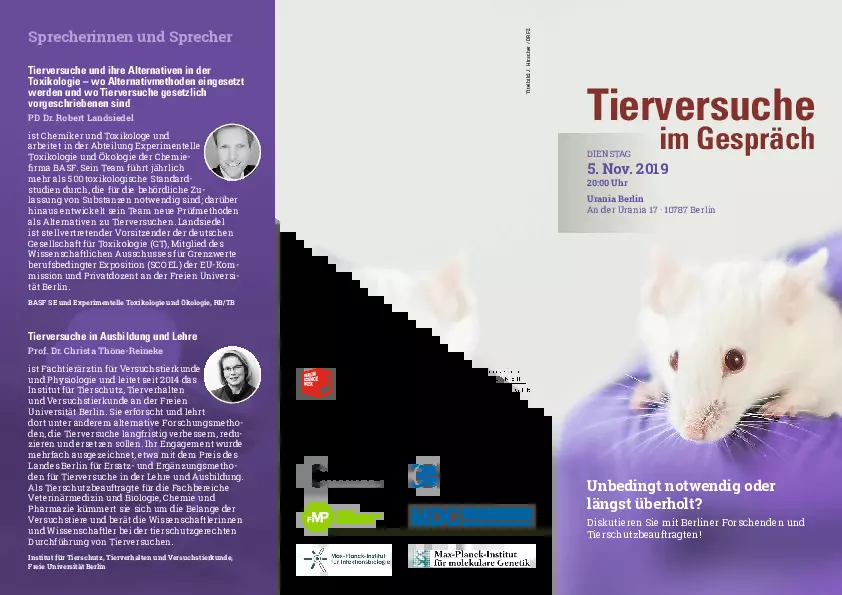 Sprecherinnen und Sprecher
Tierversuche und ihre Alternativen in der
Toxikologie – wo Alternativmethoden eingesetzt
werden und wo Tierversuche gesetzlich
vorgeschriebenen sind
PD Dr. Robert Landsiedel
ist Chemiker und Toxikologe und
arbeitet in der Abteilung Experimentelle
Toxikologie und Ökologie der Chemie-
firma BASF. Sein Team führt jährlich
mehr als 500 toxikologische Standard-
studien durch, die für die behördliche Zu-
lassung von Substanzen notwendig sind; darüber
hinaus entwickelt sein Team neue Prüfmethoden
als Alternativen zu Tierversuchen. Landsiedel
ist stellvertretender Vorsitzender der deutschen
Gesellschaft für Toxikologie (GT), Mitglied des
Wissenschaftlichen Ausschusses für Grenzwerte
berufsbedingter Exposition (SCOEL) der EU-Kom-
mission und Privatdozent an der Freien Universi-
tät Berlin.
BASF SE und Experimentelle Toxikologie und Ökologie, RB/TB
Tierversuche in Ausbildung und Lehre
Prof. Dr. Christa Thöne-Reineke
ist Fachtierärztin für Versuchstierkunde
und Physiologie und leitet seit 2014 das
Institut für Tierschutz, Tierverhalten
und Versuchstierkunde an der Freien
Universität Berlin. Sie erforscht und lehrt
dort unter anderem alternative Forschungsmetho-
den, die Tierversuche langfristig verbessern, redu-
zieren und ersetzen sollen. Ihr Engagement wurde
mehrfach ausgezeichnet, etwa mit dem Preis des
Landes Berlin für Ersatz- und Ergänzungsmetho-
den für Tierversuche in der Lehre und Ausbildung.
Als Tierschutzbeauftragte für die Fachbereiche
Veterinärmedizin und Biologie, Chemie und
Pharmazie kümmert sie sich um die Belange der
Versuchstiere und berät die Wissenschaftlerinnen
und Wissenschaftler bei der tierschutzgerechten
Durchführung von Tierversuchen.
Institut für Tierschutz, Tierverhalten und Versuchstierkunde,
Freie Universität Berlin
BERLIN
SCIENCE
WEEK
FMP
MDC
Max-Planck-Institut
für Infektionsbiologie
Max-Planck-Institut
für molekulare Genetik
Tierversuche
im Gespräch
DIENSTAG
5. Nov. 2019
20:00 Uhr
Urania Berlin
An der Urania 17 · 10787 Berlin
Unbedingt notwendig oder
längst überholt?
Diskutieren Sie mit Berliner Forschenden und
Tierschutzbeauftragten!